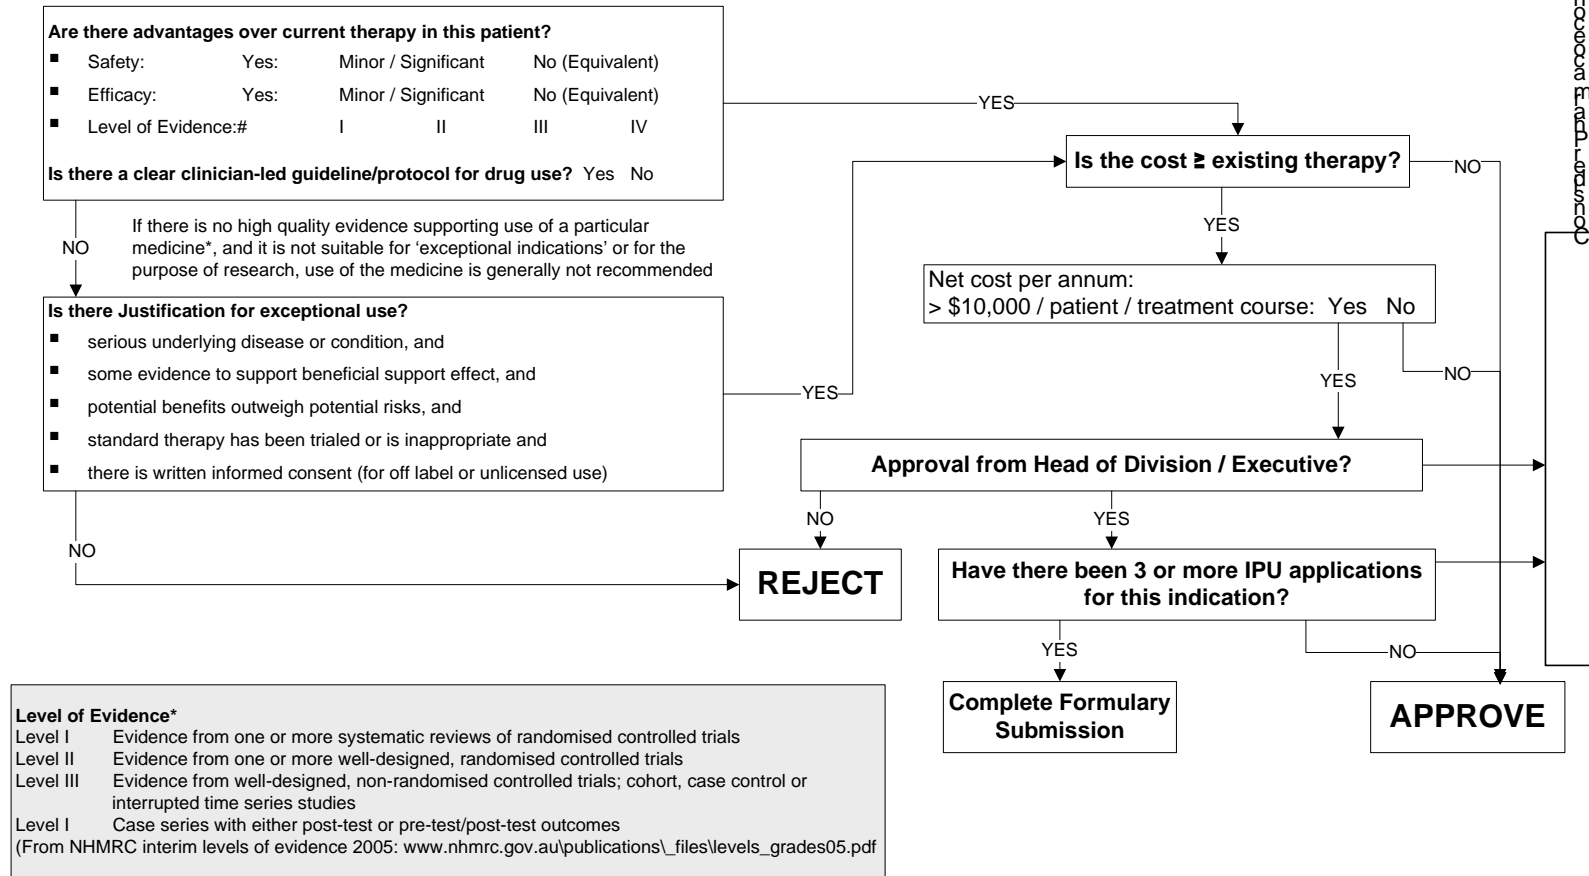 Are there advantages over current therapy in this patient?
▪ Safety: Yes: Minor / Significant No (Equivalent)
▪ Efficacy: Yes: Minor / Significant No (Equivalent)
▪ Level of Evidence:# I II III IV
Is there a clear clinician-led guideline/protocol for drug use? Yes No
YES
Is the cost ≥ existing therapy?
NO
NO
If there is no high quality evidence supporting use of a particular
medicine*, and it is not suitable for ‘exceptional indications’ or for the
purpose of research, use of the medicine is generally not recommended
YES
Net cost per annum:
> $10,000 / patient / treatment course: Yes No
Is there Justification for exceptional use?
▪ serious underlying disease or condition, and
▪ some evidence to support beneficial support effect, and
▪ potential benefits outweigh potential risks, and
▪ standard therapy has been trialed or is inappropriate and
▪ there is written informed consent (for off label or unlicensed use)
YES
YES
NO
Approval from Head of Division / Executive?
NO
YES
NO
REJECT
Have there been 3 or more IPU applications
for this indication?
YES
NO
Complete Formulary
Submission
APPROVE
Level of Evidence*
Level I Evidence from one or more systematic reviews of randomised controlled trials
Level II Evidence from one or more well-designed, randomised controlled trials
Level III Evidence from well-designed, non-randomised controlled trials; cohort, case control or
interrupted time series studies
Level I Case series with either post-test or pre-test/post-test outcomes
(From NHMRC interim levels of evidence 2005: www.nhmrc.gov.au\publications\_files\levels_grades05.pdf